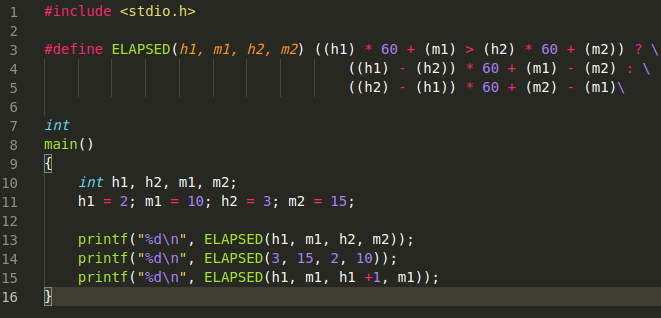 1 #include <stdio.h>
2
3 #define ELAPSED(h1, m1, h2, m2) ((h1) * 60 + (m1) > (h2) * 60 + (m2)) ? \
4 ((h1) - (h2)) * 60 + (m1) - (m2) : \
5 ((h2) - (h1)) * 60 + (m2) - (m1)\
6
7 int
8 main()
9 {
10 int h1, h2, m1, m2;
11 h1 = 2; m1 = 10; h2 = 3; m2 = 15;
12
13 printf("%d\n", ELAPSED(h1, m1, h2, m2));
14 printf("%d\n", ELAPSED(3, 15, 2, 10));
15 printf("%d\n", ELAPSED(h1, m1, h1 +1, m1));
16 }